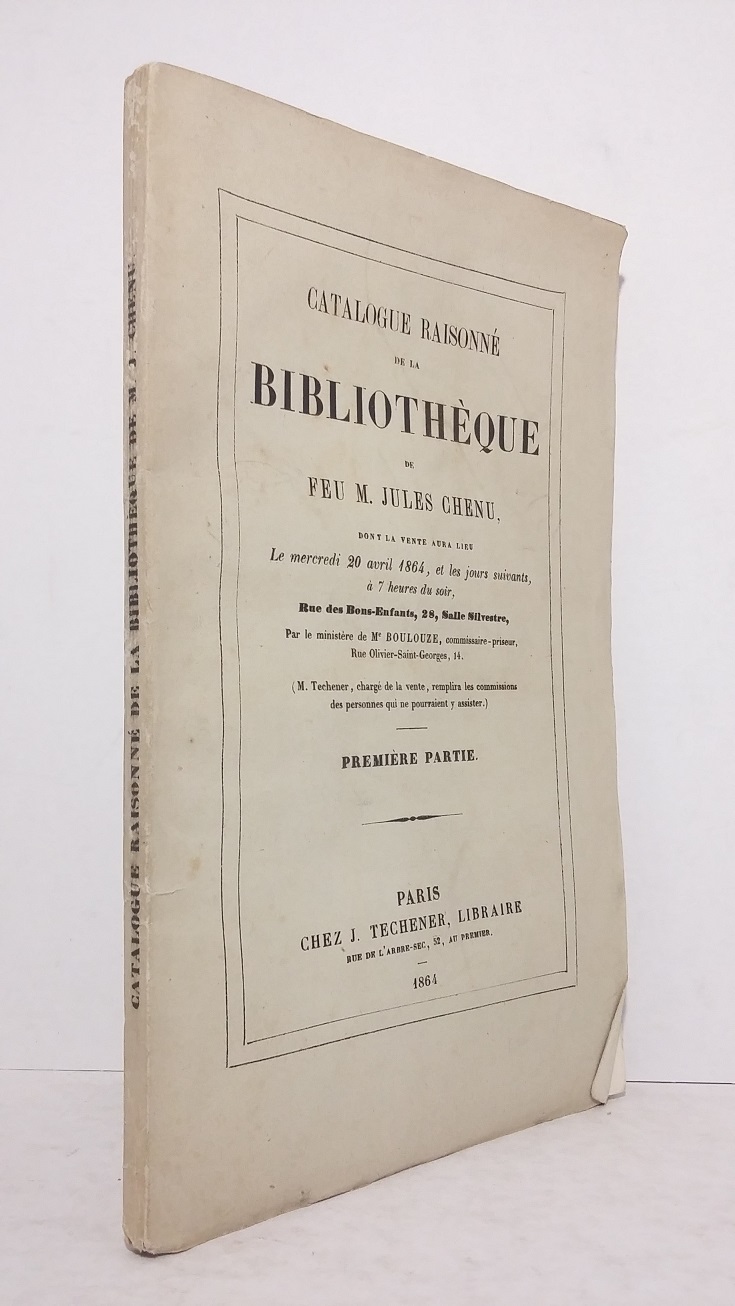 CATALOGUE RAISONNÉ DE LA BIBLIOTHÈQUE DE M. J. CHENU
CATALOGUE RAISONNÉ
DE LA
BIBLIOTHÈQUE
DE
FEU M. JULES CHENU,
DONT LA VENTE AURA LIEU
Le mercredi 20 avril 1864, et les jours suivants,
à 7 heures du soir,
Rue des Bons-Enfants, 28, Salle Silvestre,
Par le ministère de Me BOULOUZE, commissaire-priseur,
Rue Olivier-Saint-Georges, 14.
(M. Techener, chargé de la vente, remplira les commissions
des personnes qui ne pourraient y assister.)
PREMIÈRE PARTIE.
PARIS
CHEZ J. TECHENER, LIBRAIRE
RUE DE L'ARBRE-SEC, 52, AU PREMIER.
1864